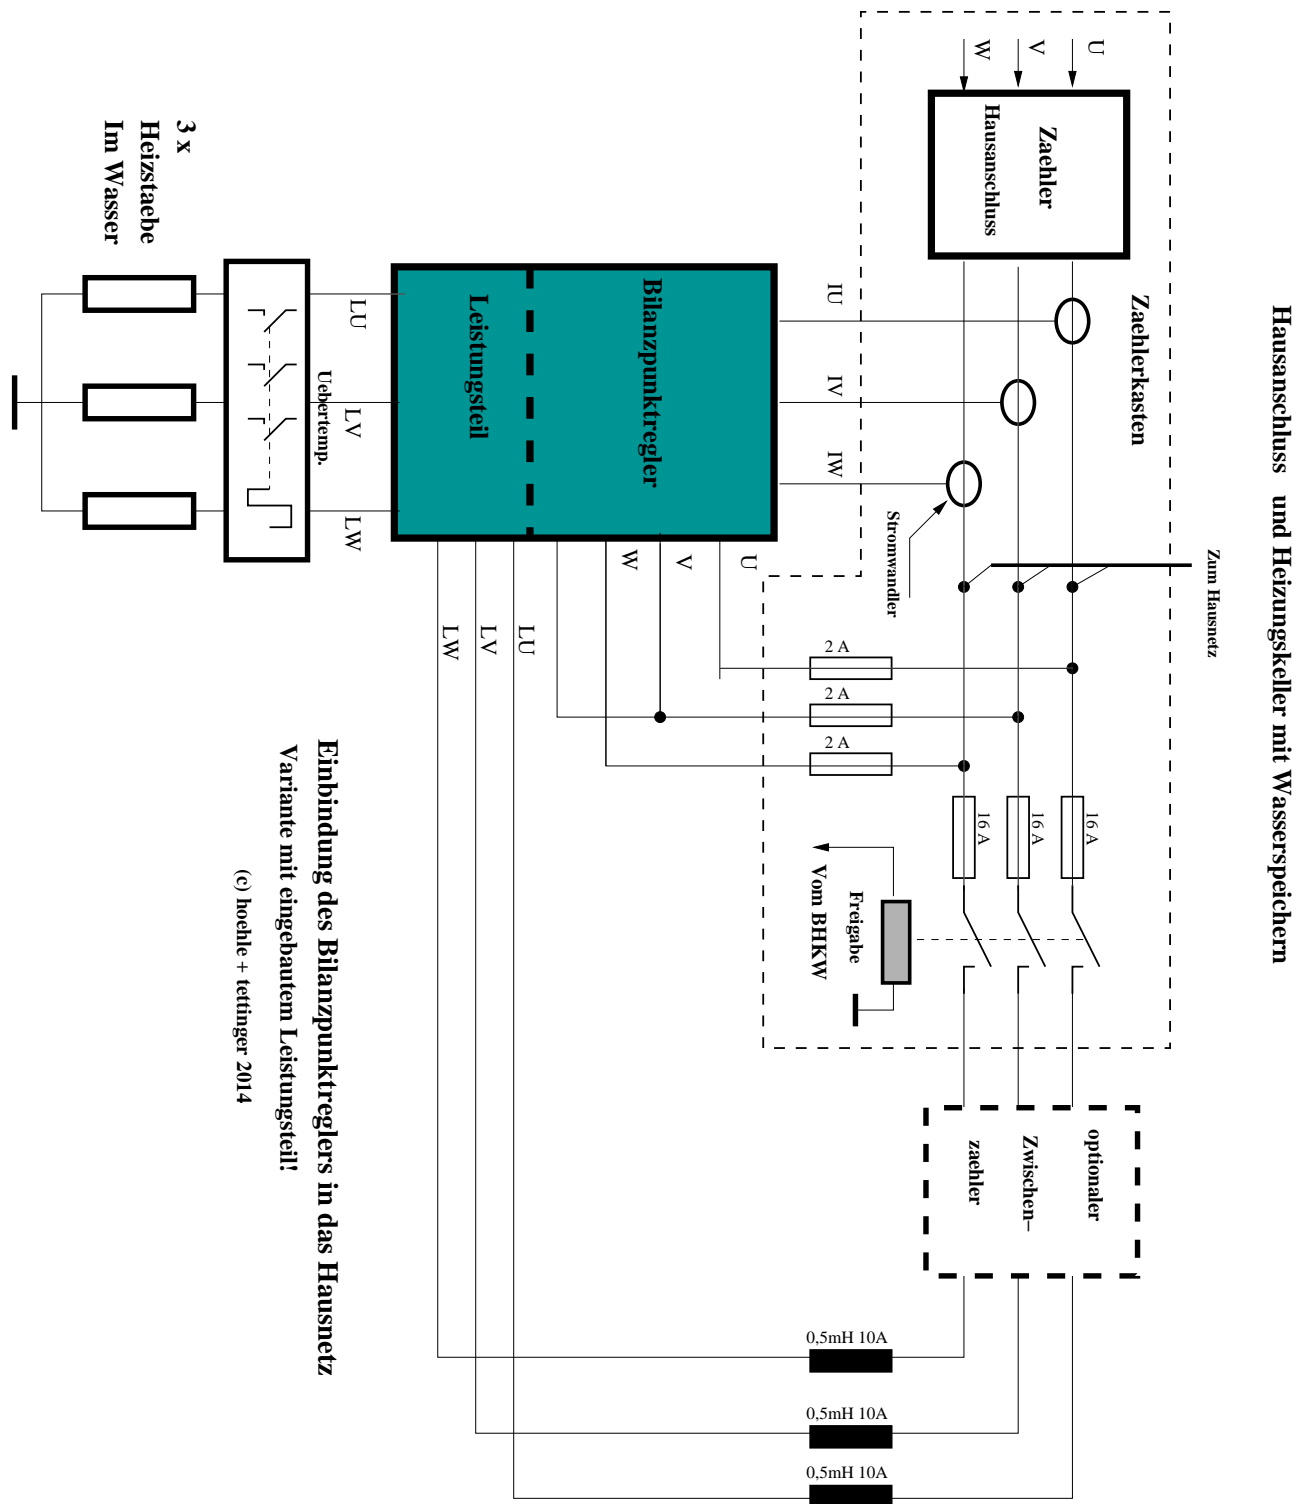 Hausanschluss und Heizungskeller mit Wasserspeichern
Zum Hausnetz
Zaehlerkasten
U
V
W
Zaehler
Hausanschluss
Stromwandler
IU
IV
IW
16 A
16 A
16 A
optionaler
Zwischen–
zaehler
2 A
2 A
2 A
Freigabe
Vom BHKW
0,5mH 10A
0,5mH 10A
0,5mH 10A
Bilanzpunktregler
Leistungsteil
U
V
W
LU
LV
LW
LU
LV
LW
Uebertemp.
3 x
Heizstaebe
Im Wasser
Einbindung des Bilanzpunktreglers in das Hausnetz
Variante mit eingebautem Leistungsteil!
(c) hoehle + tettinger 2014